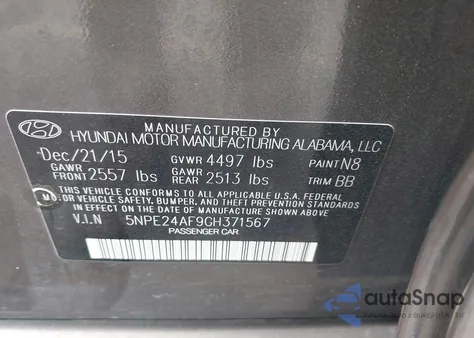 MANUFACTURED BY
HYUNDAI MOTOR MANUFACTURING ALABAMA, LLC
Dec/21/15 GVWR 4497 lbs PAINT N8
GAWR FRONT 2557 lbs GAWR REAR 2513 lbs TRIM BB
THIS VEHICLE CONFORMS TO ALL APPLICABLE U.S.A. FEDERAL
MOTOR VEHICLE SAFETY, BUMPER, AND THEFT PREVENTION
STANDARDS IN EFFECT ON THE DATE OF MANUFACTURE SHOWN ABOVE.
V.I.N 5NPE24AF9GH371567
PASSENGER CAR
autaSnap